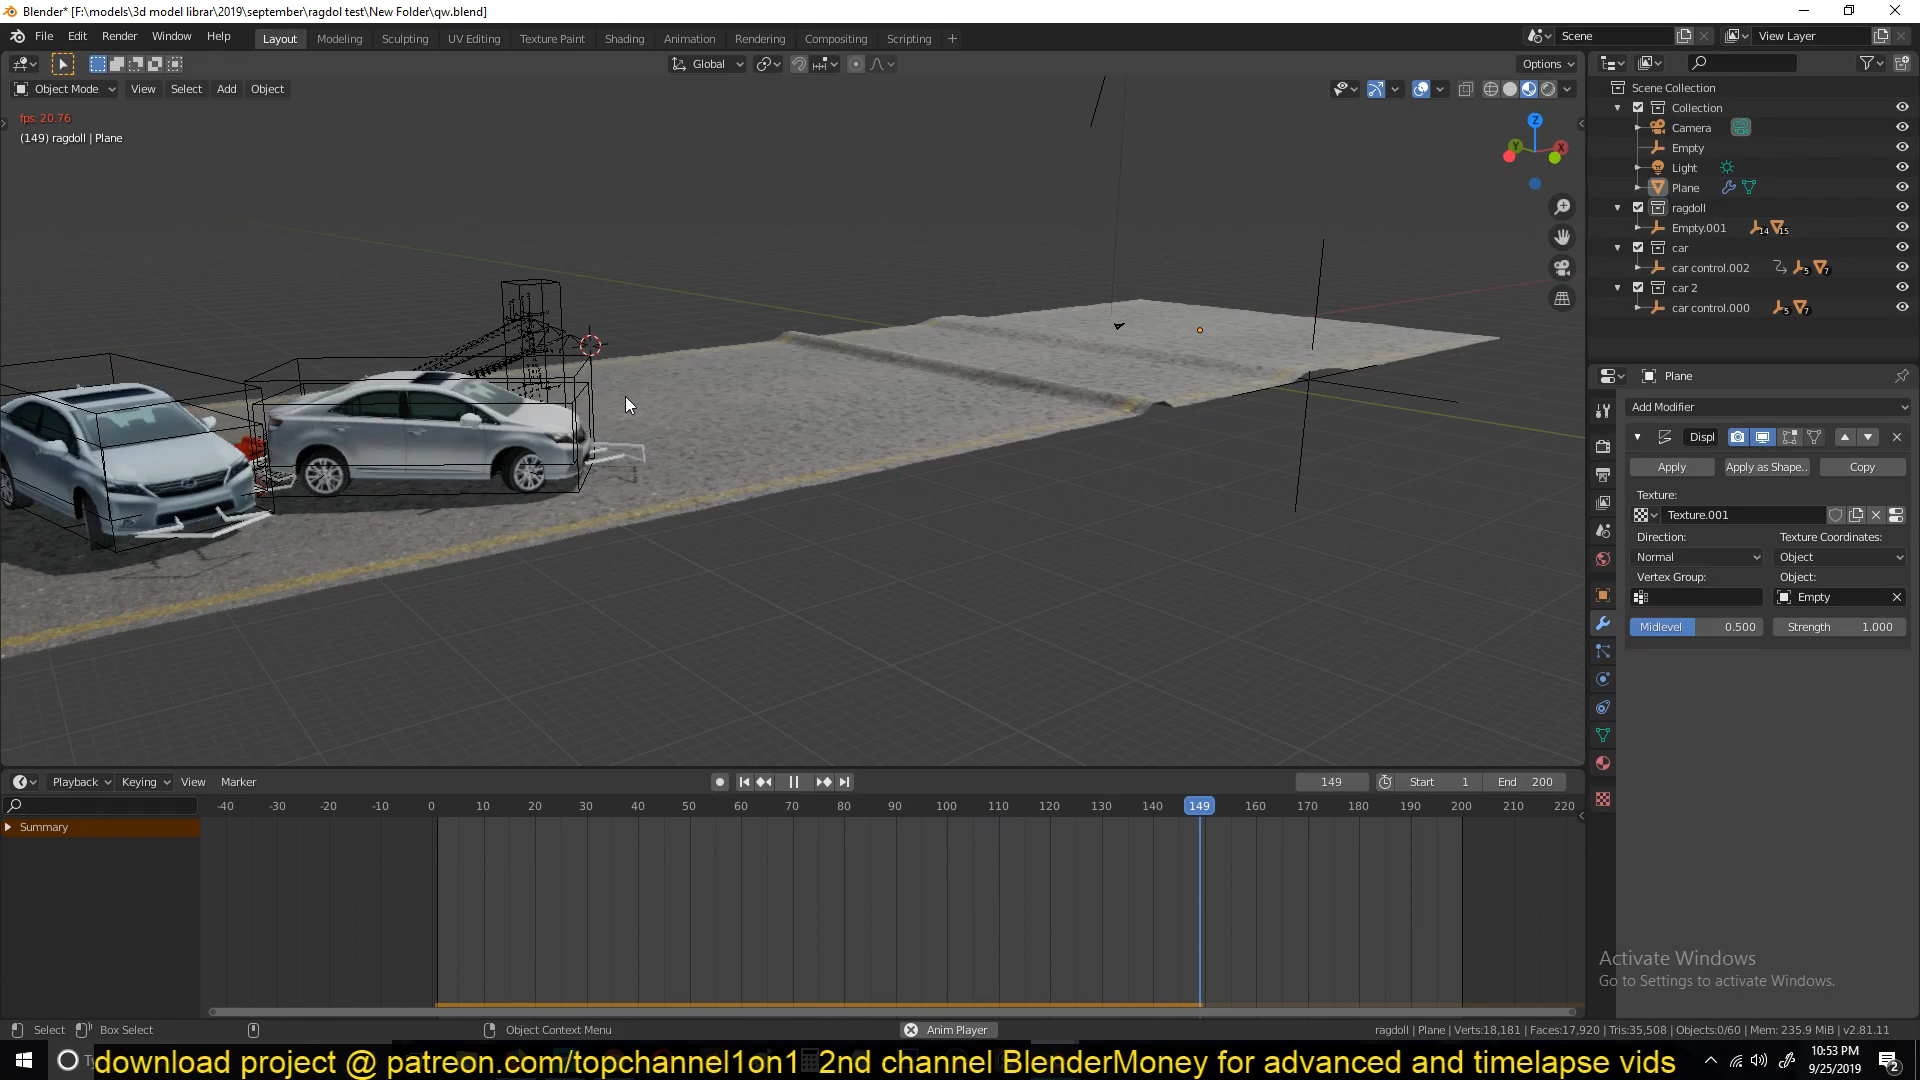 Blender* [F:\models\3d model librar\2019\september\ragdol test\New Folder\qw.blend]
File Edit Render Window Help Layout Modeling Sculpting UV Editing Texture Paint Shading Animation Rendering Compositing Scripting + Scene View Layer
Global Options
Object Mode View Select Add Object
fps: 20.76
(149) ragdoll | Plane
Z
Y
X
Scene Collection
Collection
Camera
Empty
Light
Plane
ragdoll
Empty.001 14 15
car
car control.002 5 7
car 2
car control.000 5 7
Plane
Add Modifier
Displ
Apply Apply as Shape.. Copy
Texture:
Texture.001
Direction: Texture Coordinates:
Normal Object
Vertex Group: Object:
Empty
Midlevel 0.500 Strength 1.000
Playback Keying View Marker 149 Start 1 End 200
-40 -30 -20 -10 0 10 20 30 40 50 60 70 80 90 100 110 120 130 140 149 160 170 180 190 200 210 220
Summary
Activate Windows
Go to Settings to activate Windows.
Select Box Select Object Context Menu Anim Player ragdoll | Plane | Verts:18,181 | Faces:17,920 | Tris:35,508 | Objects:0/60 | Mem: 235.9 MiB | v2.81.11
download project @ patreon.com/topchannel1on1 2nd channel BlenderMoney for advanced and timelapse vids
10:53 PM
9/25/2019
2